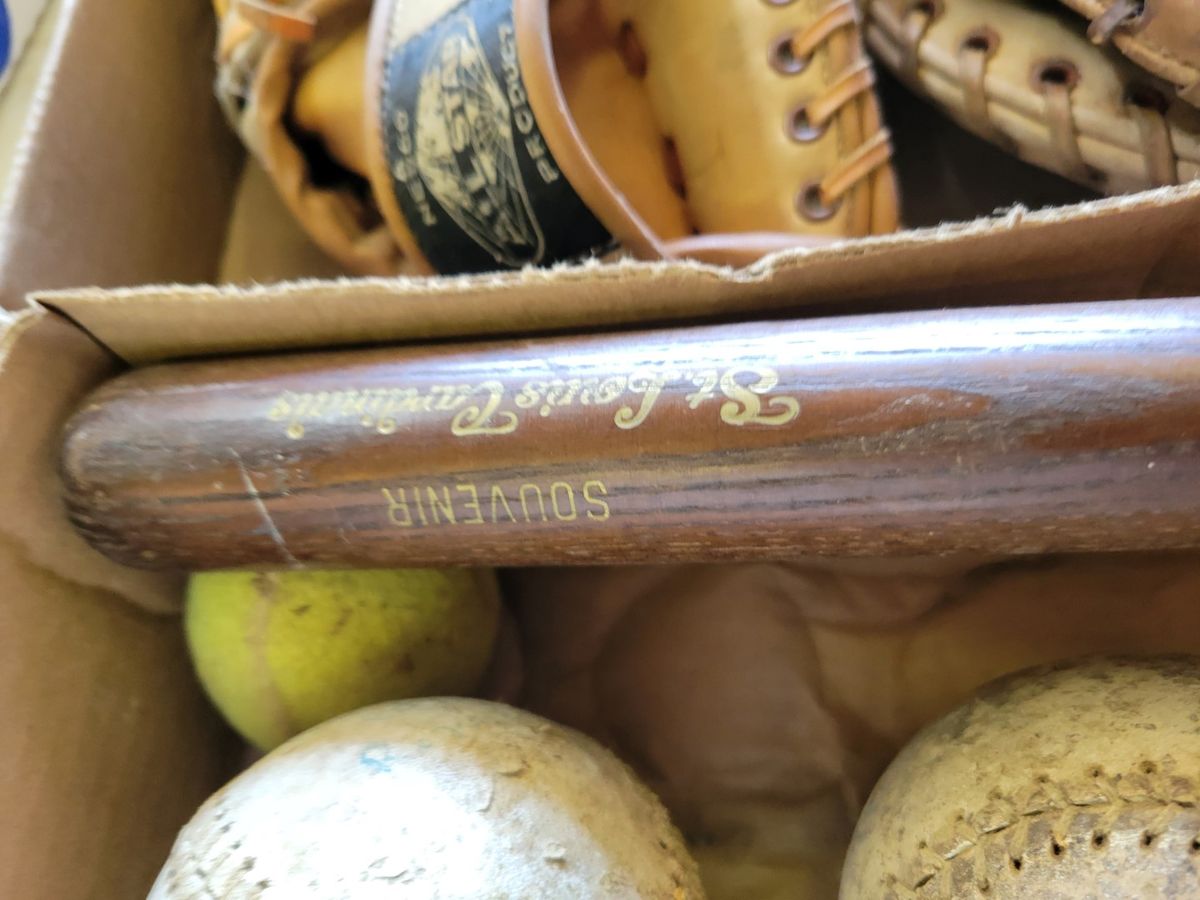 NESCO
ALL STAR
PRODUCT
St. Louis Cardinals
SOUVENIR